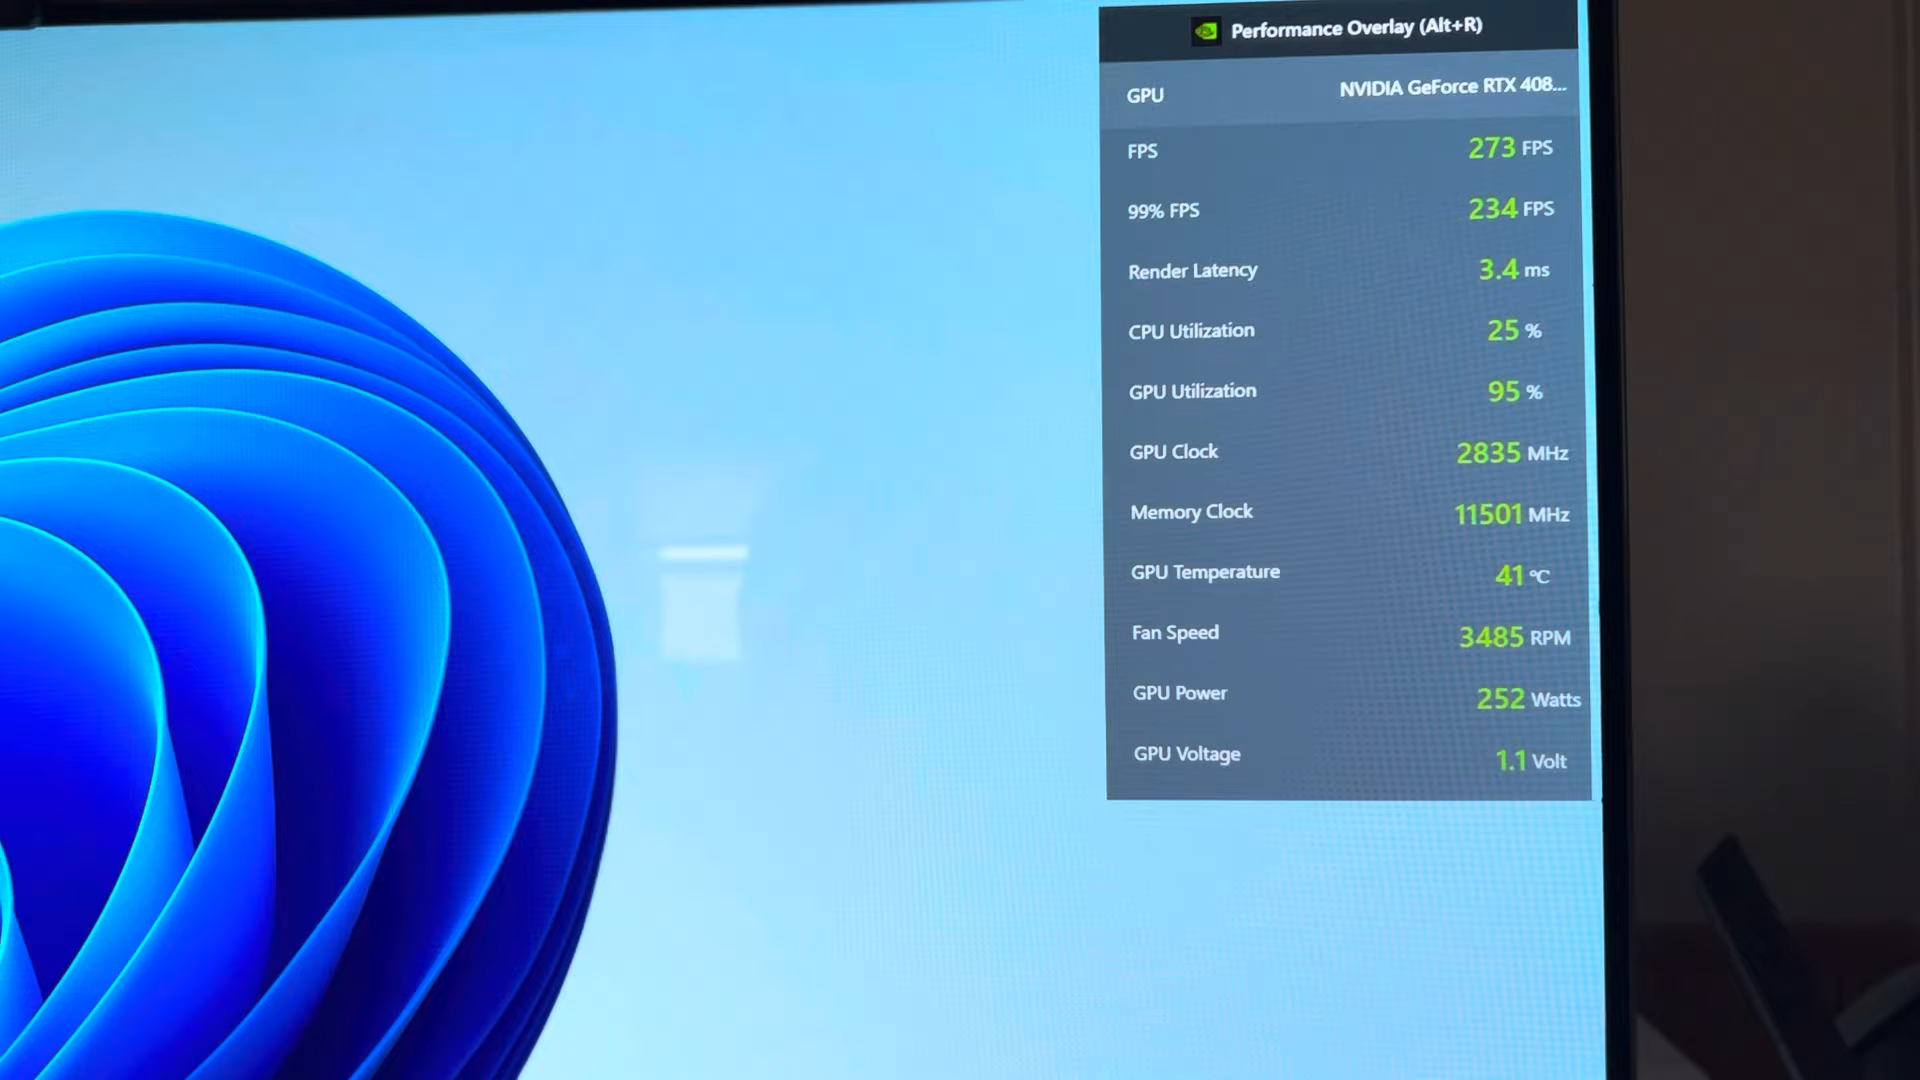 Performance Overlay (Alt+R)
GPU NVIDIA GeForce RTX 408...
FPS 273 FPS
99% FPS 234 FPS
Render Latency 3.4 ms
CPU Utilization 25 %
GPU Utilization 95 %
GPU Clock 2835 MHz
Memory Clock 11501 MHz
GPU Temperature 41 °C
Fan Speed 3485 RPM
GPU Power 252 Watts
GPU Voltage 1.1 Volt